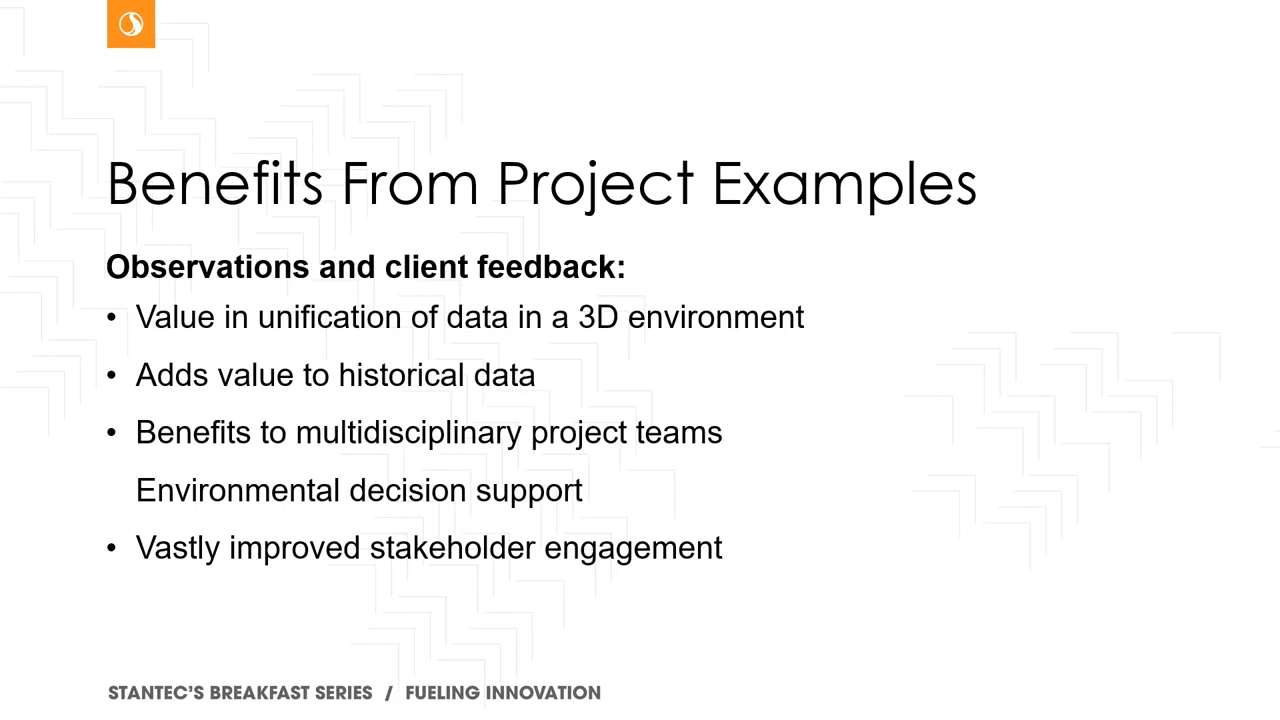 Benefits From Project Examples
Observations and client feedback:
• Value in unification of data in a 3D environment
• Adds value to historical data
• Benefits to multidisciplinary project teams
Environmental decision support
• Vastly improved stakeholder engagement
STANTEC’S BREAKFAST SERIES / FUELING INNOVATION